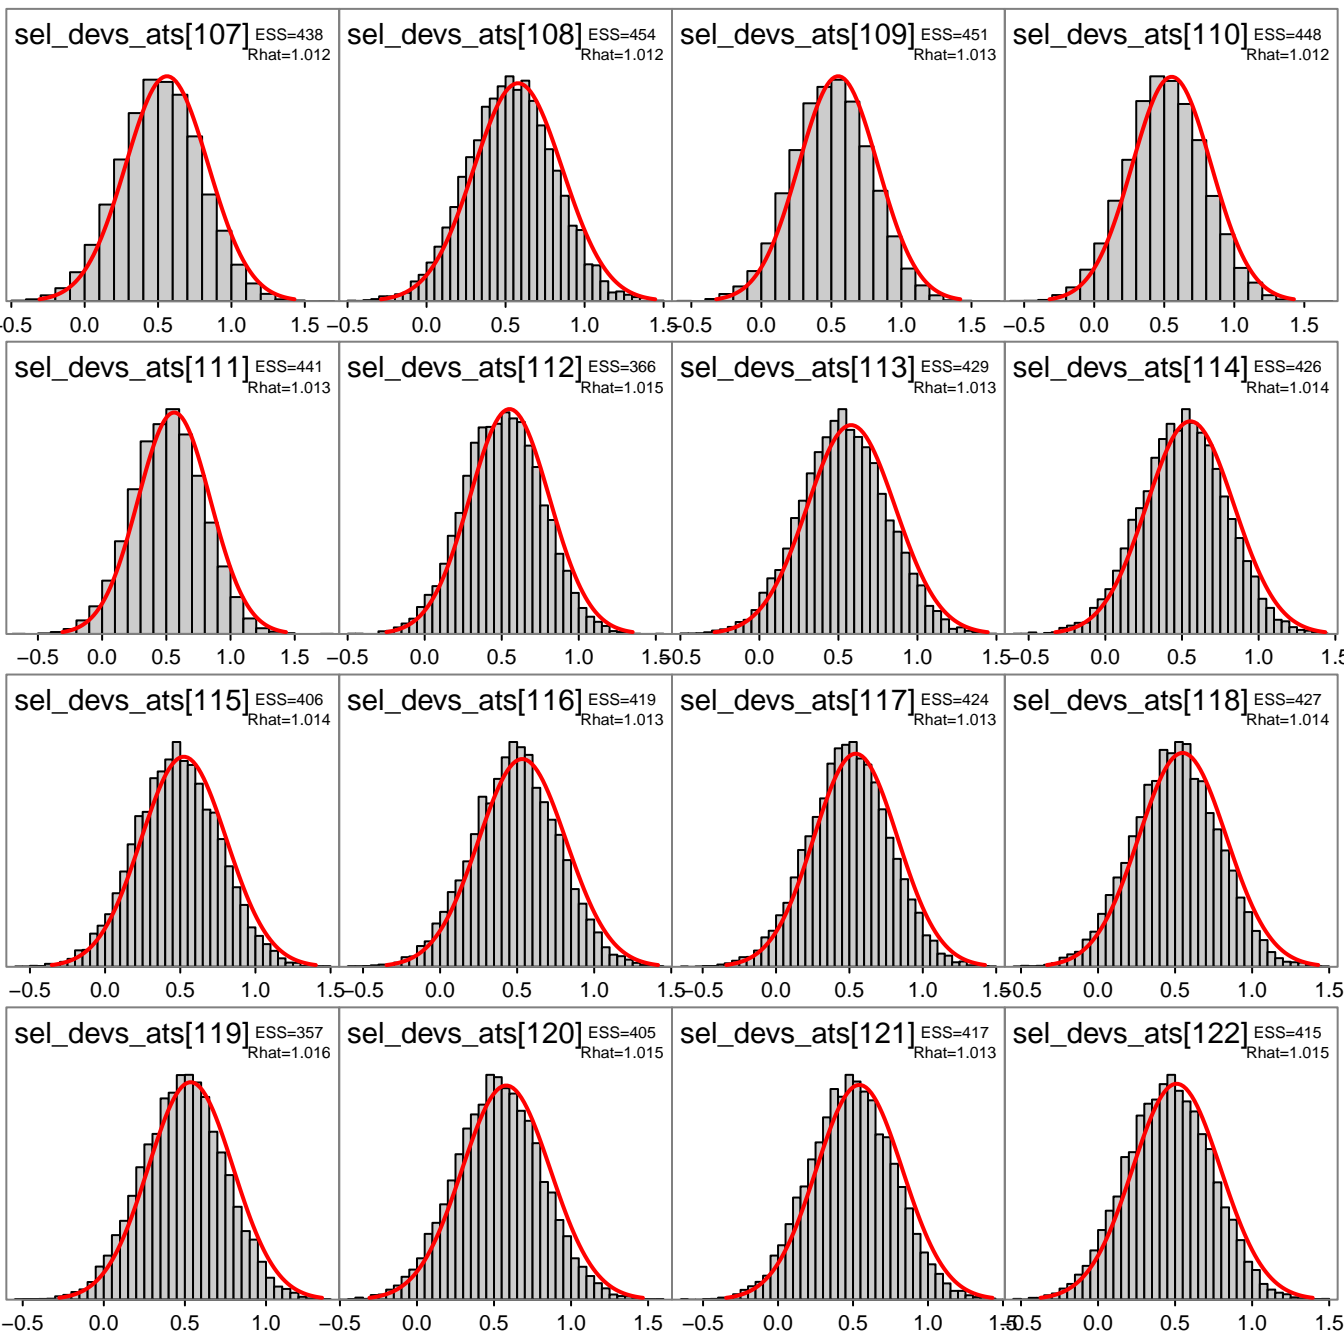 sel_devs_ats[107] ESS=438
Rhat=1.012
sel_devs_ats[108] ESS=454
Rhat=1.012
sel_devs_ats[109] ESS=451
Rhat=1.013
sel_devs_ats[110] ESS=448
Rhat=1.012
−0.5 0.0 0.5 1.0 1.5
−0.5 0.0 0.5 1.0 1.5
−0.5 0.0 0.5 1.0 1.5
−0.5 0.0 0.5 1.0 1.5
sel_devs_ats[111] ESS=441
Rhat=1.013
sel_devs_ats[112] ESS=366
Rhat=1.015
sel_devs_ats[113] ESS=429
Rhat=1.013
sel_devs_ats[114] ESS=426
Rhat=1.014
−0.5 0.0 0.5 1.0 1.5
−0.5 0.0 0.5 1.0 1.5
−0.5 0.0 0.5 1.0 1.5
−0.5 0.0 0.5 1.0 1.5
sel_devs_ats[115] ESS=406
Rhat=1.014
sel_devs_ats[116] ESS=419
Rhat=1.013
sel_devs_ats[117] ESS=424
Rhat=1.013
sel_devs_ats[118] ESS=427
Rhat=1.014
−0.5 0.0 0.5 1.0 1.5
−0.5 0.0 0.5 1.0 1.5
−0.5 0.0 0.5 1.0 1.5
−0.5 0.0 0.5 1.0 1.5
sel_devs_ats[119] ESS=357
Rhat=1.016
sel_devs_ats[120] ESS=405
Rhat=1.015
sel_devs_ats[121] ESS=417
Rhat=1.013
sel_devs_ats[122] ESS=415
Rhat=1.015
−0.5 0.0 0.5 1.0
−0.5 0.0 0.5 1.0 1.5
−0.5 0.0 0.5 1.0 1.5
−0.5 0.0 0.5 1.0 1.5